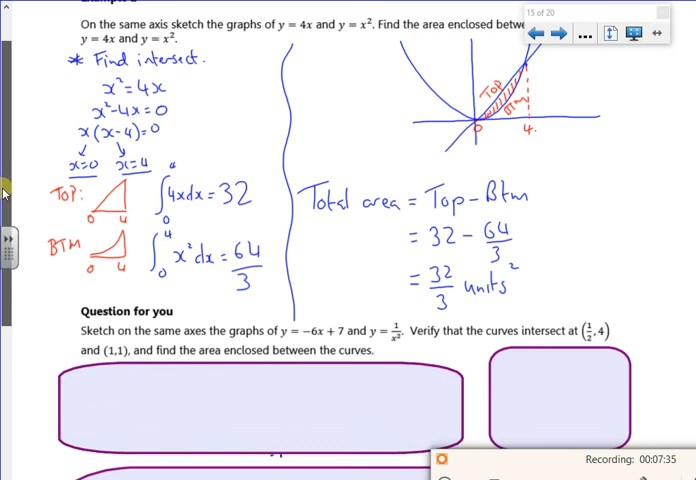 On the same axis sketch the graphs of y = 4x and y = x². Find the area enclosed betwe
y = 4x and y = x².
15 of 20
* Find intersect.
x² = 4x
x² - 4x = 0
x(x - 4) = 0
x=0 x=4
Top
BTM
0 4.
TOP:
0 4
∫₀⁴ 4x dx = 32
BTM
0 4
∫₀⁴ x² dx = 64/3
Total area = Top - Btm
= 32 - 64/3
= 32/3 units²
Question for you
Sketch on the same axes the graphs of y = −6x + 7 and y = 1/x². Verify that the curves intersect at (1/2, 4)
and (1,1), and find the area enclosed between the curves.
Recording: 00:07:35